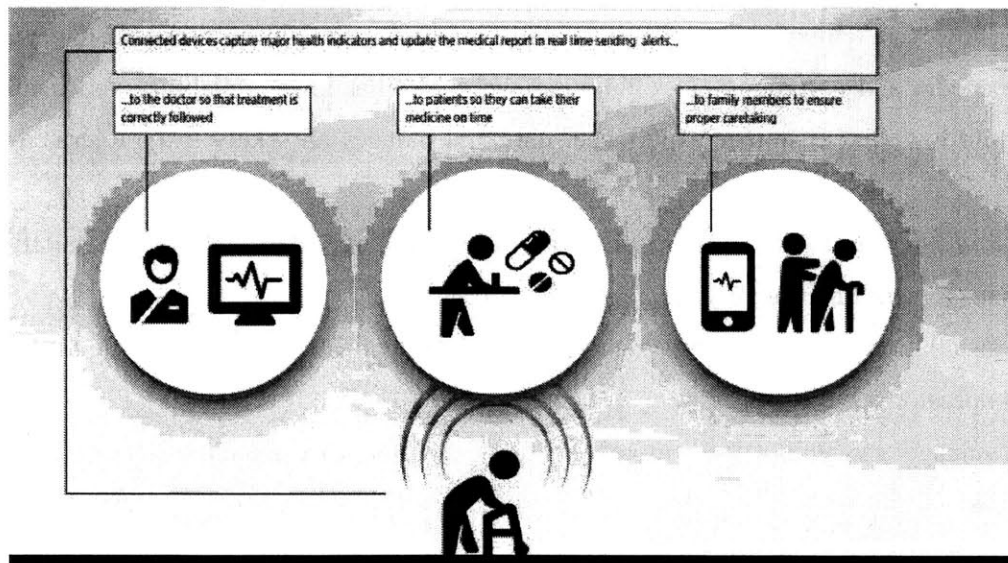 Connected devices capture major health indicators and update the medical report in real time sending alerts...
...to the doctor so that treatment is
correctly followed
...to patients so they can take their
medicine on time
...to family members to ensure
proper caretaking